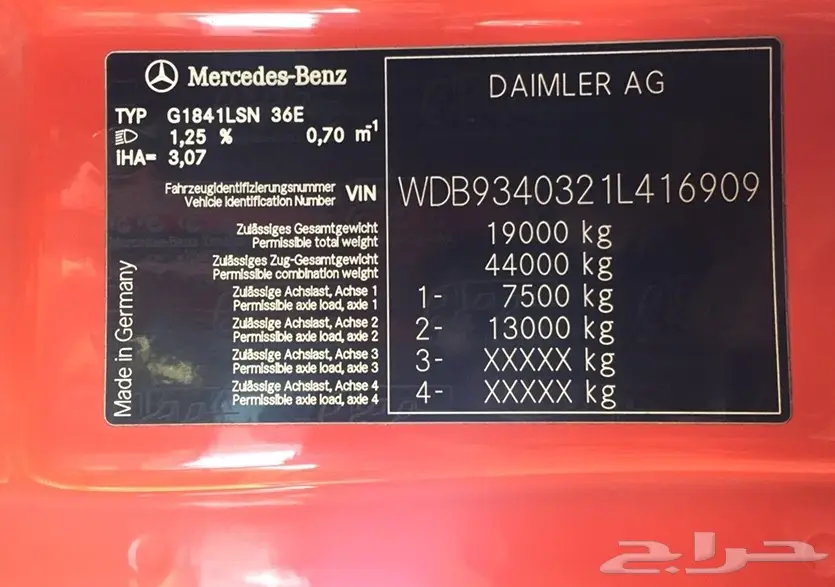 Mercedes-Benz
DAIMLER AG
TYP G1841LSN 36E
1,25 % 0,70 m⁻¹
IHA= 3,07
Fahrzeugidentifizierungsnummer
Vehicle Identification Number
VIN WDB9340321L416909
Zulässiges Gesamtgewicht
Permissible total weight
19000 kg
Zulässiges Zug-Gesamtgewicht
Permissible combination weight
44000 kg
Zulässige Achslast, Achse 1
Permissible axle load, axle 1
1- 7500 kg
Zulässige Achslast, Achse 2
Permissible axle load, axle 2
2- 13000 kg
Zulässige Achslast, Achse 3
Permissible axle load, axle 3
3- XXXXX kg
Zulässige Achslast, Achse 4
Permissible axle load, axle 4
4- XXXXX kg
Made in Germany
حراج